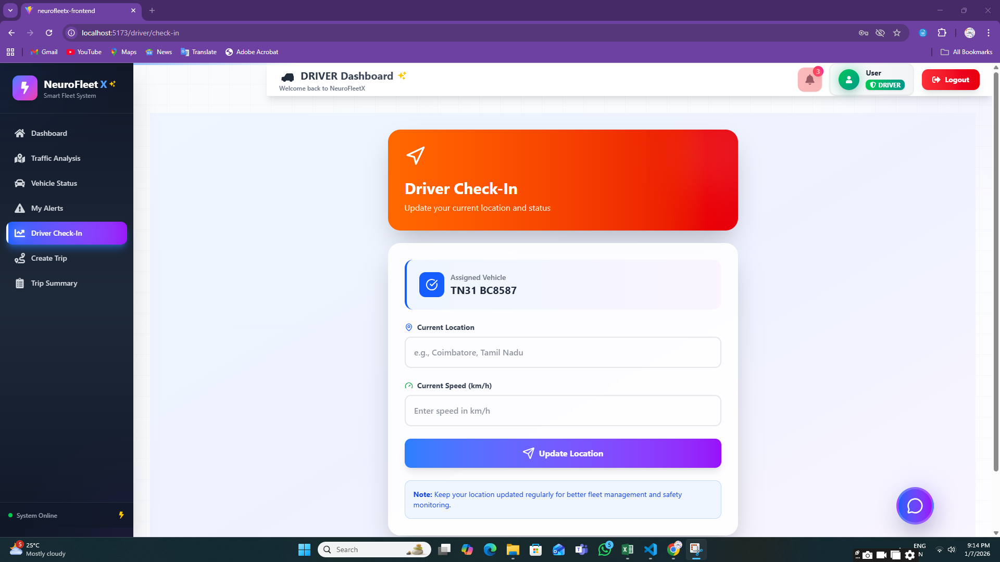 neurofleetx-frontend
localhost:5173/driver/check-in
Gmail
YouTube
Maps
News
Translate
Adobe Acrobat
All Bookmarks
NeuroFleet X
Smart Fleet System
DRIVER Dashboard
Welcome back to NeuroFleetX
3
User
DRIVER
Logout
Dashboard
Traffic Analysis
Vehicle Status
My Alerts
Driver Check-In
Create Trip
Trip Summary
System Online
Driver Check-In
Update your current location and status
Assigned Vehicle
TN31 BC8587
Current Location
e.g., Coimbatore, Tamil Nadu
Current Speed (km/h)
Enter speed in km/h
Update Location
Note: Keep your location updated regularly for better fleet management and safety
monitoring.
5
25°C
Mostly cloudy
Search
5
ENG
N
9:14 PM
1/7/2026